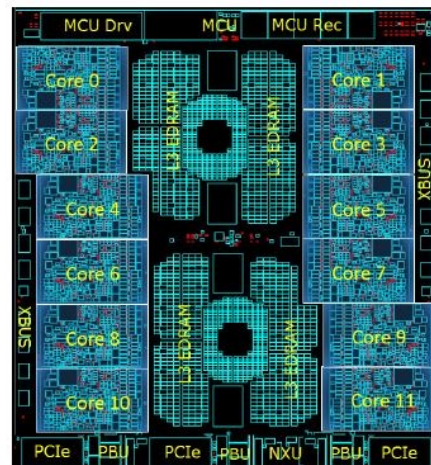 MCU Drv MCU MCU Rec
Core 0 Core 1
Core 2 L3 EDRAM L3 EDRAM Core 3 XBUS
Core 4 Core 5
Core 6 Core 7
XBUS Core 8 L3 EDRAM L3 EDRAM Core 9
Core 10 Core 11
PCIe PBU PCIe PBU NXU PBU PCIe